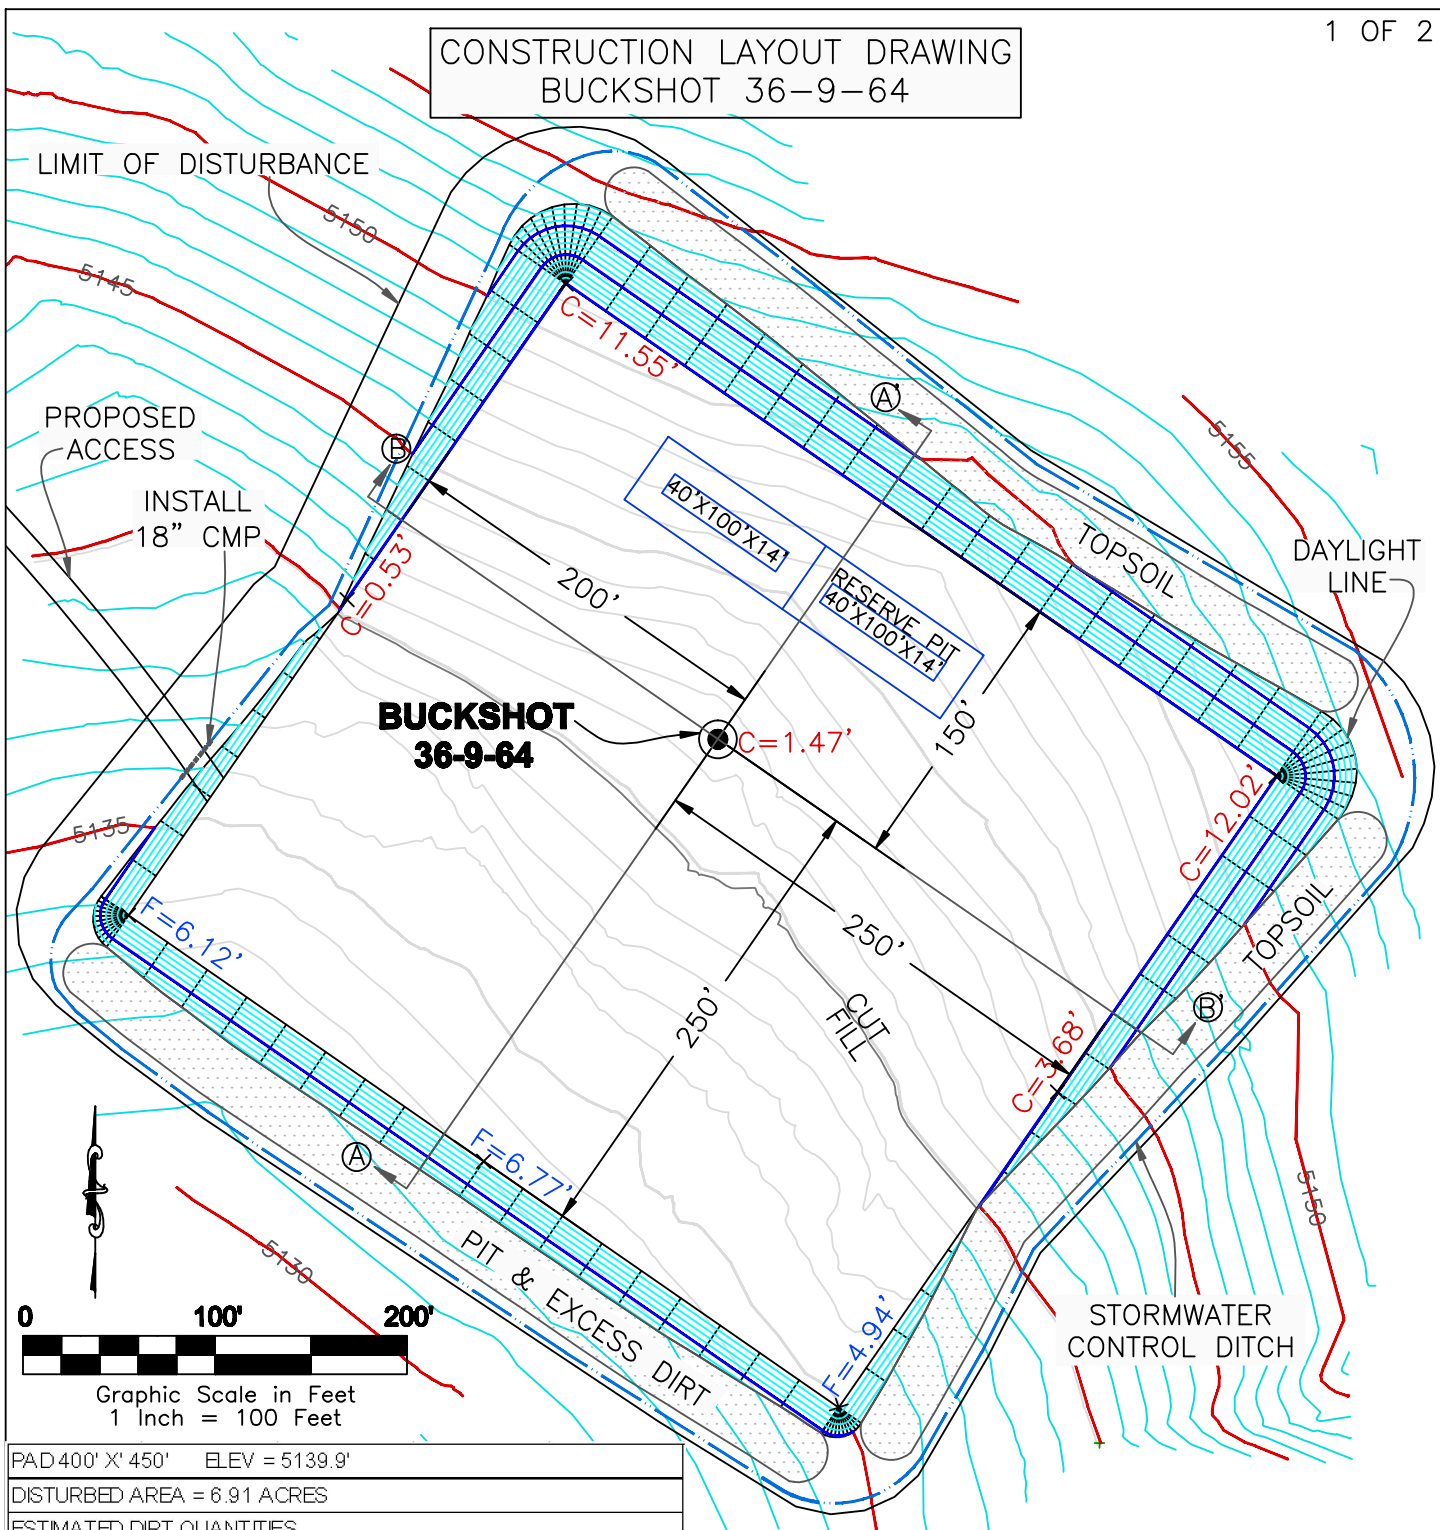 1 OF 2
CONSTRUCTION LAYOUT DRAWING
BUCKSHOT 36-9-64
LIMIT OF DISTURBANCE
5150
5145
C=11.55'
A'
PROPOSED
ACCESS
B
5155
INSTALL
18" CMP
40'X100'X14'
TOPSOIL
DAYLIGHT
LINE
C=0.53'
200'
RESERVE PIT
40'X100'X14'
BUCKSHOT
36-9-64
C=1.47'
150'
C=12.02'
5135
F=6.12'
250'
TOPSOIL
250'
CUT
FILL
B'
C=3.68'
A
F=6.77'
5150
5130
PIT & EXCESS DIRT
F=4.94'
STORMWATER
CONTROL DITCH
0 100' 200'
Graphic Scale in Feet
1 Inch = 100 Feet
PAD 400' X' 450' ELEV = 5139.9'
DISTURBED AREA = 6.91 ACRES
ESTIMATED DIRT QUANTITIES